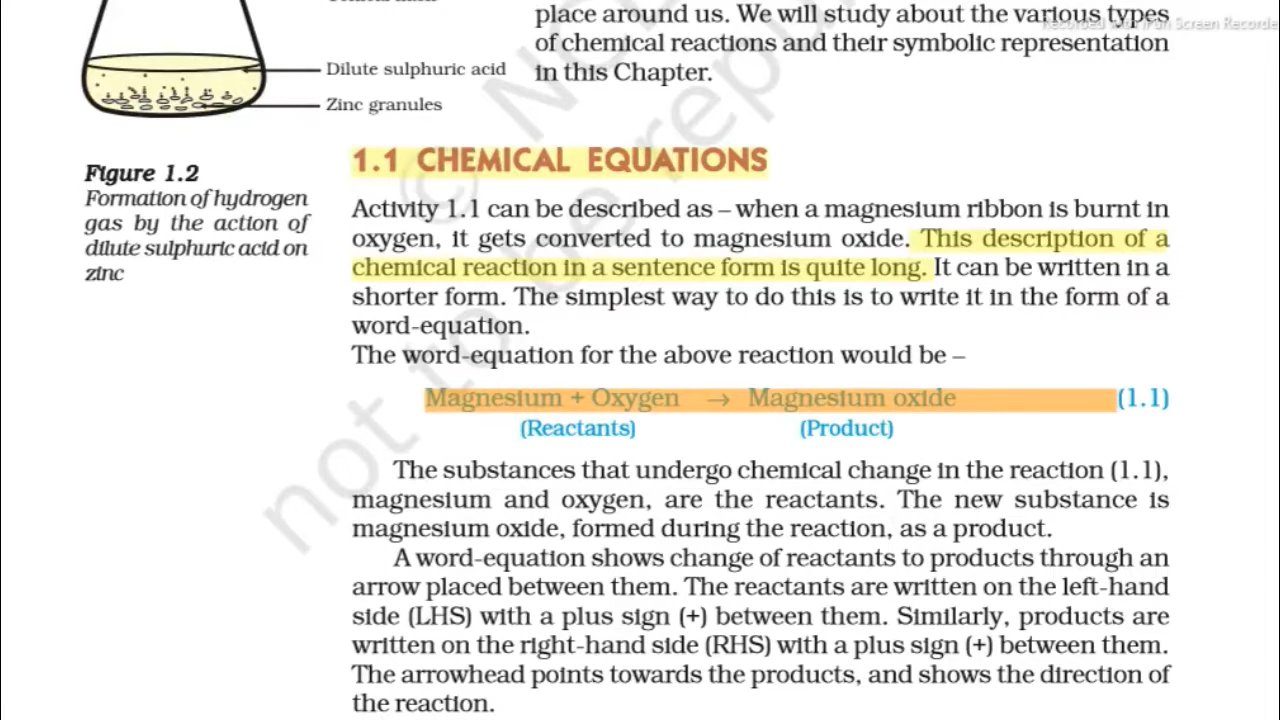 place around us. We will study about the various types
of chemical reactions and their symbolic representation
in this Chapter.
Dilute sulphuric acid
Zinc granules
Figure 1.2
Formation of hydrogen
gas by the action of
dilute sulphuric acid on
zinc
1.1 CHEMICAL EQUATIONS
Activity 1.1 can be described as – when a magnesium ribbon is burnt in
oxygen, it gets converted to magnesium oxide. This description of a
chemical reaction in a sentence form is quite long. It can be written in a
shorter form. The simplest way to do this is to write it in the form of a
word-equation.
The word-equation for the above reaction would be –
Magnesium + Oxygen → Magnesium oxide (1.1)
(Reactants) (Product)
The substances that undergo chemical change in the reaction (1.1),
magnesium and oxygen, are the reactants. The new substance is
magnesium oxide, formed during the reaction, as a product.
A word-equation shows change of reactants to products through an
arrow placed between them. The reactants are written on the left-hand
side (LHS) with a plus sign (+) between them. Similarly, products are
written on the right-hand side (RHS) with a plus sign (+) between them.
The arrowhead points towards the products, and shows the direction of
the reaction.
not to be
Screen Recorde